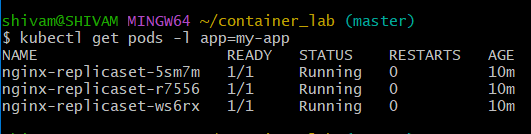 shivam@SHIVAM MINGW64 ~/container_lab (master)
$ kubectl get pods -l app=my-app
NAME READY STATUS RESTARTS AGE
nginx-replicaset-5sm7m 1/1 Running 0 10m
nginx-replicaset-r7556 1/1 Running 0 10m
nginx-replicaset-ws6rx 1/1 Running 0 10m